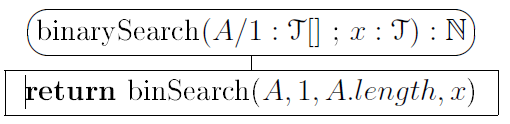 binarySearch(A/1 : 𝒯[] ; x : 𝒯) : ℕ
return binSearch(A, 1, A.length, x)